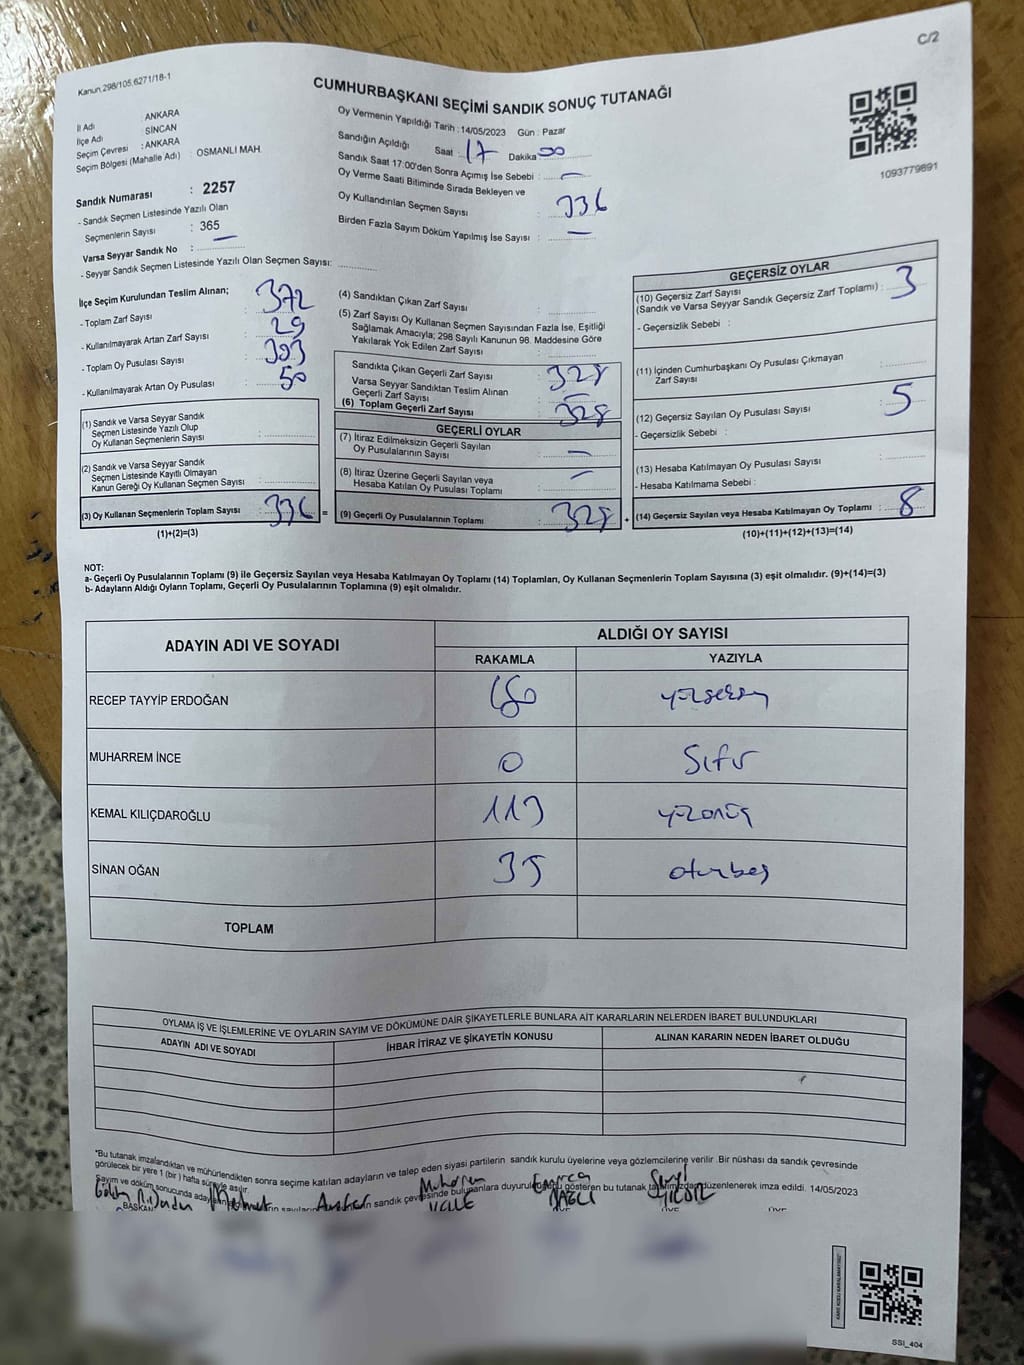 C/2
Kanun.298/105.6271/18-1
CUMHURBAŞKANI SEÇİMİ SANDIK SONUÇ TUTANAĞI
1093779891
İl Adı : ANKARA
İlçe Adı : SİNCAN
Seçim Çevresi : ANKARA
Seçim Bölgesi (Mahalle Adı) : OSMANLI MAH.
Sandık Numarası : 2257
- Sandık Seçmen Listesinde Yazılı Olan
Seçmenlerin Sayısı : 365
Varsa Seyyar Sandık No :
- Seyyar Sandık Seçmen Listesinde Yazılı Olan Seçmen Sayısı:
Oy Vermenin Yapıldığı Tarih : 14/05/2023 Gün : Pazar
Sandığın Açıldığı Saat : 17 Dakika 00
Sandık Saat 17:00'den Sonra Açımış İse Sebebi : —
Oy Verme Saati Bitiminde Sırada Bekleyen ve
Oy Kullandırılan Seçmen Sayısı : 336
Birden Fazla Sayım Döküm Yapılmış İse Sayısı : —
İlçe Seçim Kurulundan Teslim Alınan;
- Toplam Zarf Sayısı : 372
- Kullanılmayarak Artan Zarf Sayısı : 29
- Toplam Oy Pusulası Sayısı : 393
- Kullanılmayarak Artan Oy Pusulası : 50
(1) Sandık ve Varsa Seyyar Sandık
Seçmen Listesinde Yazılı Olup
Oy Kullanan Seçmenlerin Sayısı :
(2) Sandık ve Varsa Seyyar Sandık
Seçmen Listesinde Kayıtlı Olmayan
Kanun Gereği Oy Kullanan Seçmen Sayısı :
(3) Oy Kullanan Seçmenlerin Toplam Sayısı : 336 =
(1)+(2)=(3)
(4) Sandıktan Çıkan Zarf Sayısı :
(5) Zarf Sayısı Oy Kullanan Seçmen Sayısından Fazla İse, Eşitliği
Sağlamak Amacıyla; 298 Sayılı Kanunun 98. Maddesine Göre
Yakılarak Yok Edilen Zarf Sayısı :
Sandıkta Çıkan Geçerli Zarf Sayısı : 328
Varsa Seyyar Sandıktan Teslim Alınan
Geçerli Zarf Sayısı : —
(6) Toplam Geçerli Zarf Sayısı : 328
GEÇERLİ OYLAR
(7) İtiraz Edilmeksizin Geçerli Sayılan
Oy Pusulalarının Sayısı : —
(8) İtiraz Üzerine Geçerli Sayılan veya
Hesaba Katılan Oy Pusulası Toplamı : —
(9) Geçerli Oy Pusulalarının Toplamı : 328 +
GEÇERSİZ OYLAR
(10) Geçersiz Zarf Sayısı
(Sandık ve Varsa Seyyar Sandık Geçersiz Zarf Toplamı) : 3
- Geçersizlik Sebebi :
(11) İçinden Cumhurbaşkanı Oy Pusulası Çıkmayan
Zarf Sayısı :
(12) Geçersiz Sayılan Oy Pusulası Sayısı : 5
- Geçersizlik Sebebi :
(13) Hesaba Katılmayan Oy Pusulası Sayısı :
- Hesaba Katılmama Sebebi :
(14) Geçersiz Sayılan veya Hesaba Katılmayan Oy Toplamı : 8
(10)+(11)+(12)+(13)=(14)
NOT:
a- Geçerli Oy Pusulalarının Toplamı (9) ile Geçersiz Sayılan veya Hesaba Katılmayan Oy Toplamı (14) Toplamları, Oy Kullanan Seçmenlerin Toplam Sayısına (3) eşit olmalıdır. (9)+(14)=(3)
b- Adayların Aldığı Oyların Toplamı, Geçerli Oy Pusulalarının Toplamına (9) eşit olmalıdır.
ADAYIN ADI VE SOYADI ALDIĞI OY SAYISI
RAKAMLA YAZIYLA
RECEP TAYYİP ERDOĞAN 180 yüzseksen
MUHARREM İNCE 0 Sıfır
KEMAL KILIÇDAROĞLU 113 yüzonüç
SİNAN OĞAN 35 otuzbeş
TOPLAM
OYLAMA İŞ VE İŞLEMLERİNE VE OYLARIN SAYIM VE DÖKÜMÜNE DAİR ŞİKAYETLERLE BUNLARA AİT KARARLARIN NELERDEN İBARET BULUNDUKLARI
ADAYIN ADI VE SOYADI İHBAR İTİRAZ VE ŞİKAYETİN KONUSU ALINAN KARARIN NEDEN İBARET OLDUĞU
"Bu tutanak imzalandıktan ve mühürlendikten sonra seçime katılan adayların ve talep eden siyasi partilerin sandık kurulu üyelerine veya gözlemcilerine verilir. Bir nüshası da sandık çevresinde
görülecek bir yere 1 (bir) hafta süreyle asılır.
Sayım ve döküm sonucunda sandık çevresinde bulunanlara gösteren bu tutanak düzenlenerek imza edildi. 14/05/2023
Mehmet Muharrem
BAŞKAN
SSI_404